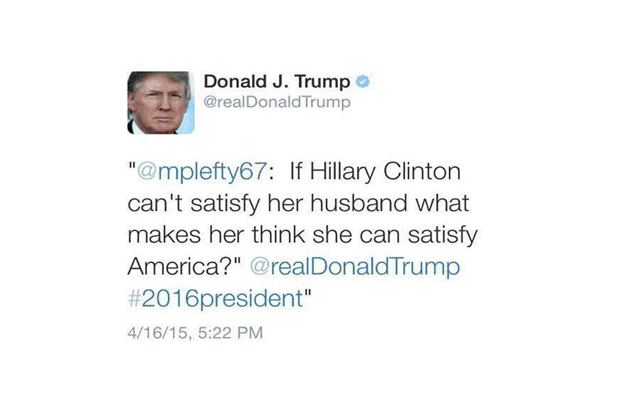 Donald J. Trump
@realDonaldTrump
"@mplefty67:  If Hillary Clinton
can't satisfy her husband what
makes her think she can satisfy
America?" @realDonaldTrump
#2016president"
4/16/15, 5:22 PM